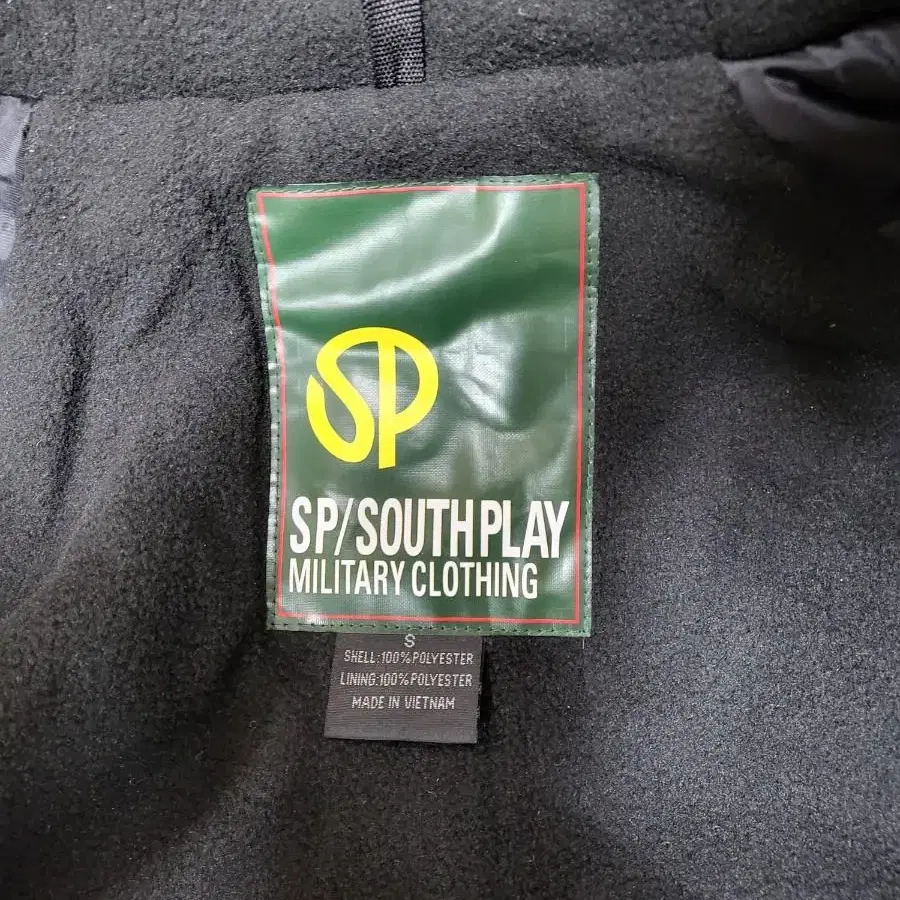 SP
SP/SOUTHPLAY
MILITARY CLOTHING
S
SHELL:100%POLYESTER
LINING:100%POLYESTER
MADE IN VIETNAM